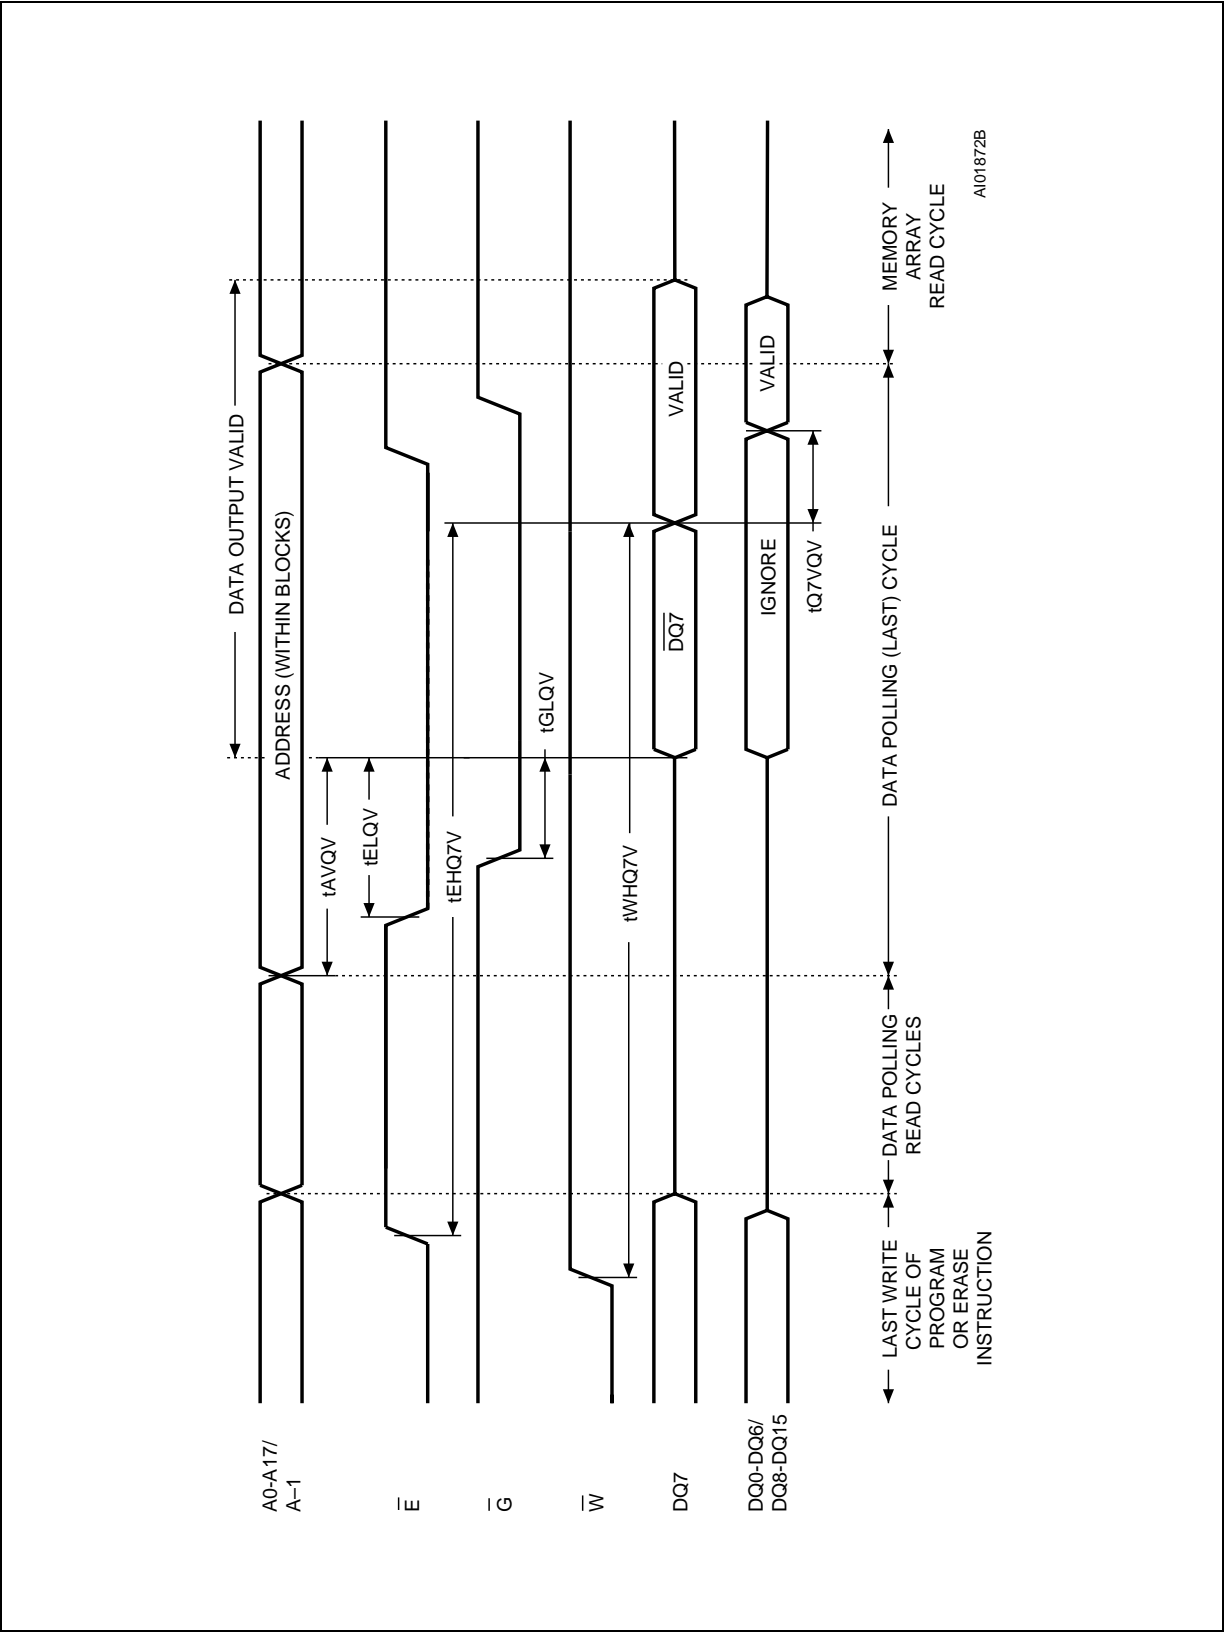 A0-A17/
A–1
ADDRESS (WITHIN BLOCKS)
DATA OUTPUT VALID
tAVQV
tELQV
E
tEHQ7V
G
tGLQV
W
tWHQ7V
DQ7
DQ7
VALID
DQ0-DQ6/
DQ8-DQ15
IGNORE
VALID
tQ7VQV
LAST WRITE
CYCLE OF
PROGRAM
OR ERASE
INSTRUCTION
DATA POLLING
READ CYCLES
DATA POLLING (LAST) CYCLE
MEMORY
ARRAY
READ CYCLE
AI01872B